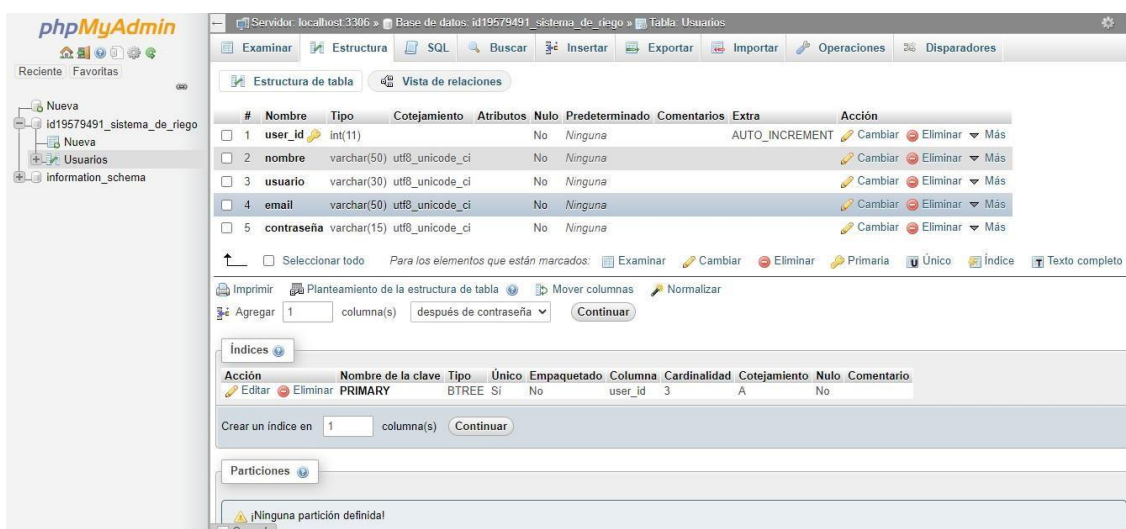 phpMyAdmin
Reciente Favoritas
Nueva
id19579491_sistema_de_riego
Nueva
Usuarios
information_schema
Servidor: localhost:3306 » Base de datos: id19579491_sistema_de_riego » Tabla: Usuarios
Examinar Estructura SQL Buscar Insertar Exportar Importar Operaciones Disparadores
Estructura de tabla Vista de relaciones
# Nombre Tipo Cotejamiento Atributos Nulo Predeterminado Comentarios Extra Acción
1 user_id int(11) No Ninguna AUTO_INCREMENT Cambiar Eliminar Más
2 nombre varchar(50) utf8_unicode_ci No Ninguna Cambiar Eliminar Más
3 usuario varchar(30) utf8_unicode_ci No Ninguna Cambiar Eliminar Más
4 email varchar(50) utf8_unicode_ci No Ninguna Cambiar Eliminar Más
5 contraseña varchar(15) utf8_unicode_ci No Ninguna Cambiar Eliminar Más
Seleccionar todo Para los elementos que están marcados: Examinar Cambiar Eliminar Primaria Único Índice Texto completo
Imprimir Planteamiento de la estructura de tabla Mover columnas Normalizar
Agregar 1 columna(s) después de contraseña Continuar
Índices
Acción Nombre de la clave Tipo Único Empaquetado Columna Cardinalidad Cotejamiento Nulo Comentario
Editar Eliminar PRIMARY BTREE Sí No user_id 3 A No
Crear un índice en 1 columna(s) Continuar
Particiones
¡Ninguna partición definida!